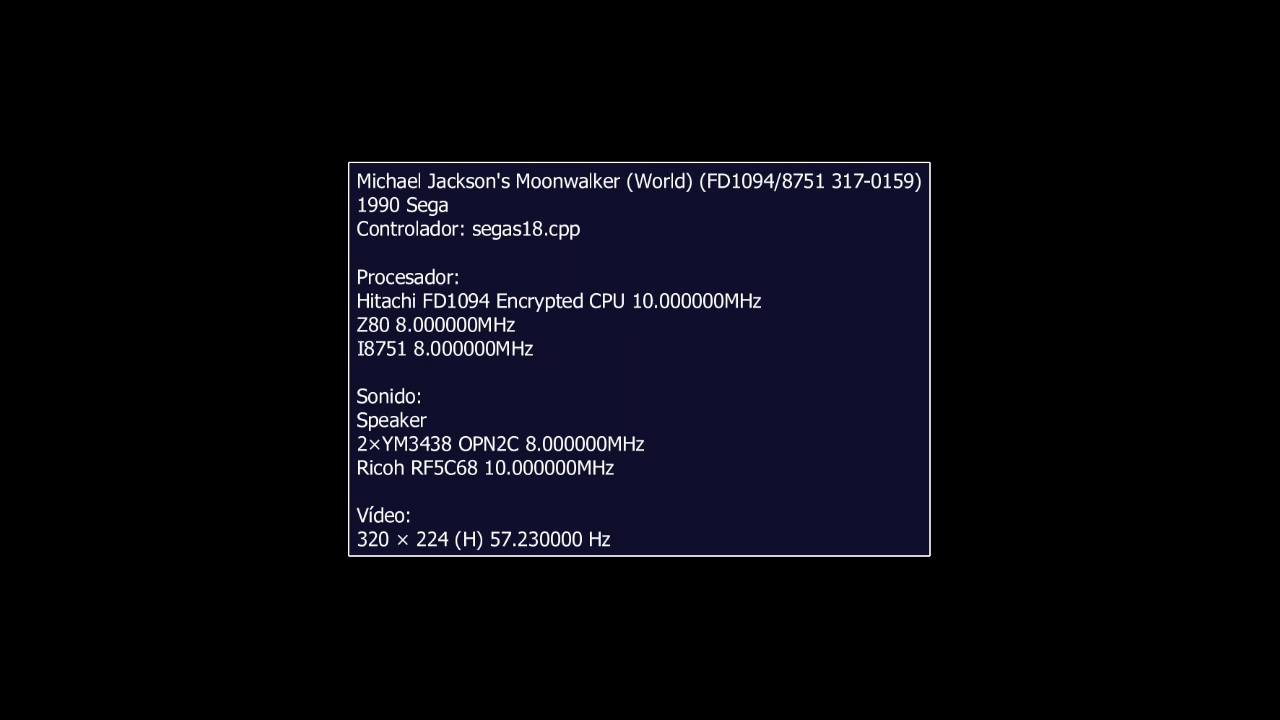 Michael Jackson's Moonwalker (World) (FD1094/8751 317-0159)
1990 Sega
Controlador: segas18.cpp
Procesador:
Hitachi FD1094 Encrypted CPU 10.000000MHz
Z80 8.000000MHz
I8751 8.000000MHz
Sonido:
Speaker
2×YM3438 OPN2C 8.000000MHz
Ricoh RF5C68 10.000000MHz
Vídeo:
320 × 224 (H) 57.230000 Hz